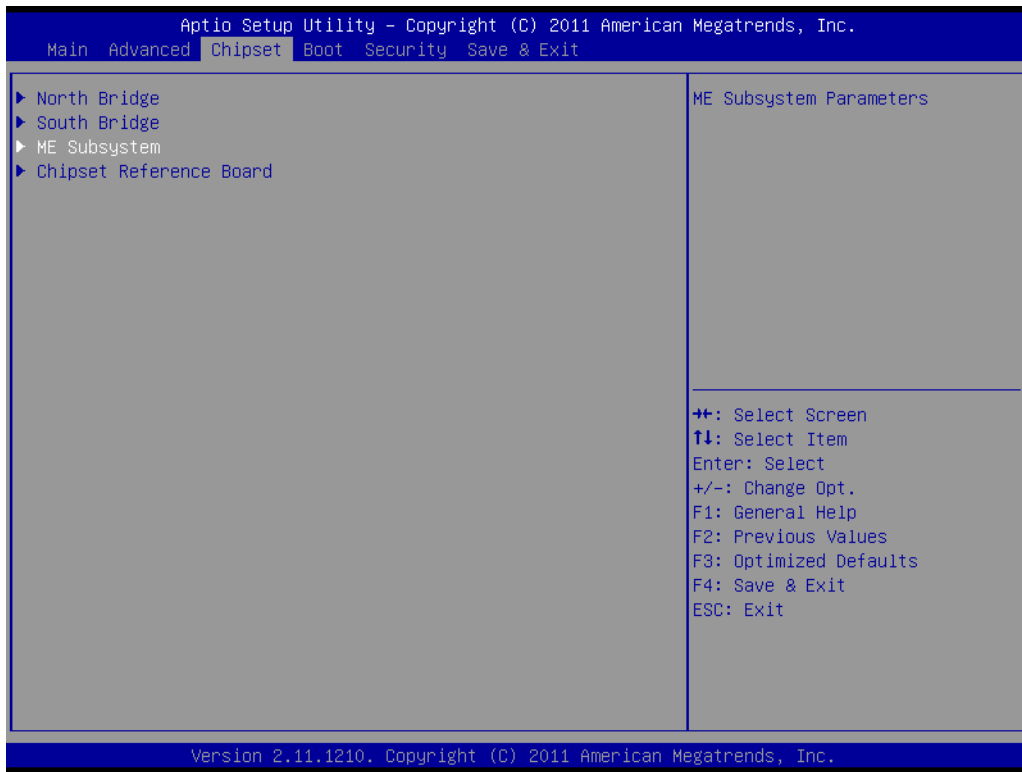 Aptio Setup Utility – Copyright (C) 2011 American Megatrends, Inc.
Main Advanced Chipset Boot Security Save & Exit
▶ North Bridge
▶ South Bridge
▶ ME Subsystem
▶ Chipset Reference Board
ME Subsystem Parameters
→←: Select Screen
↑↓: Select Item
Enter: Select
+/-: Change Opt.
F1: General Help
F2: Previous Values
F3: Optimized Defaults
F4: Save & Exit
ESC: Exit
Version 2.11.1210. Copyright (C) 2011 American Megatrends, Inc.